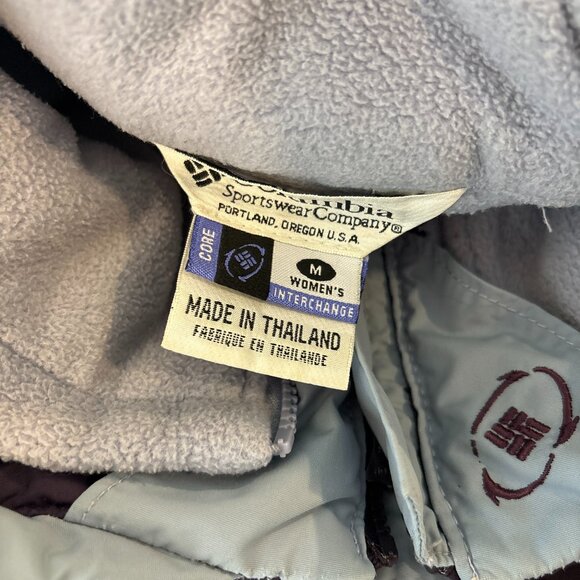 Columbia
Sportswear Company®
PORTLAND, OREGON U.S.A.
CORE
M
WOMEN'S
INTERCHANGE
MADE IN THAILAND
FABRIQUE EN THAILANDE